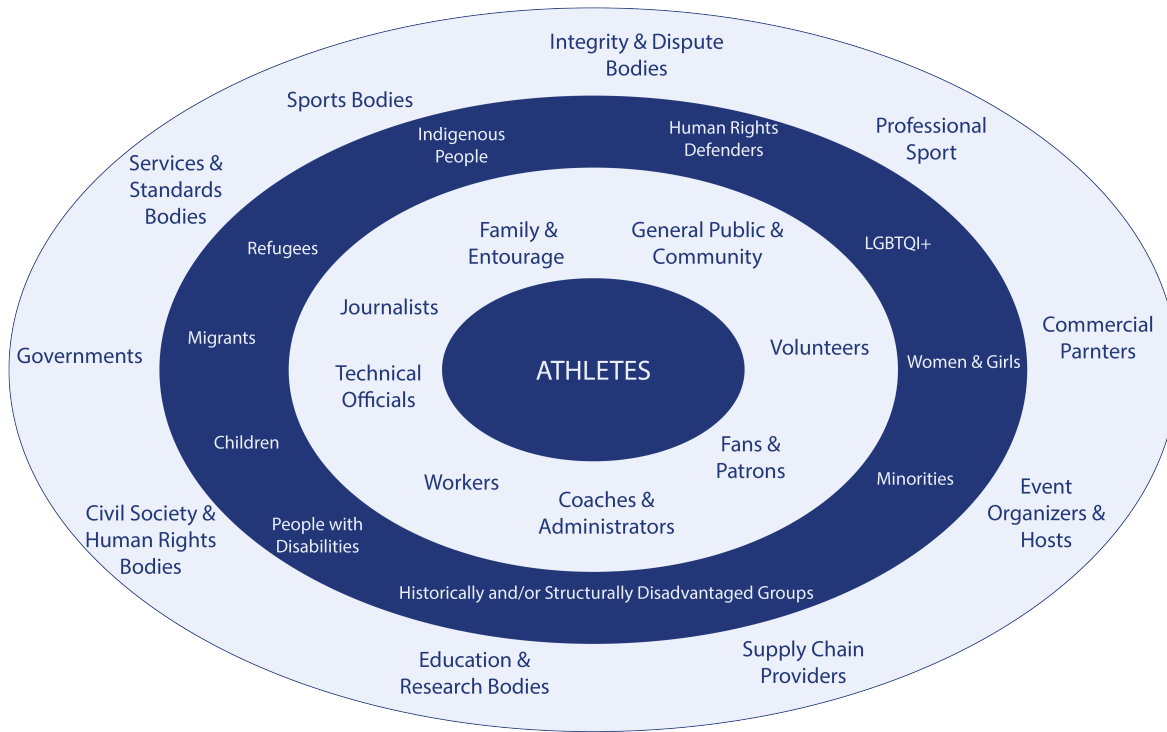 Integrity & Dispute
Bodies
Sports Bodies
Professional
Sport
Services &
Standards
Bodies
Governments
Commercial
Parnters
Civil Society &
Human Rights
Bodies
Event
Organizers &
Hosts
Education &
Research Bodies
Supply Chain
Providers
Indigenous
People
Human Rights
Defenders
Refugees
LGBTQI+
Migrants
Women & Girls
Children
Minorities
People with
Disabilities
Historically and/or Structurally Disadvantaged Groups
Family &
Entourage
General Public &
Community
Journalists
Volunteers
Technical
Officials
Fans &
Patrons
Workers
Coaches &
Administrators
ATHLETES